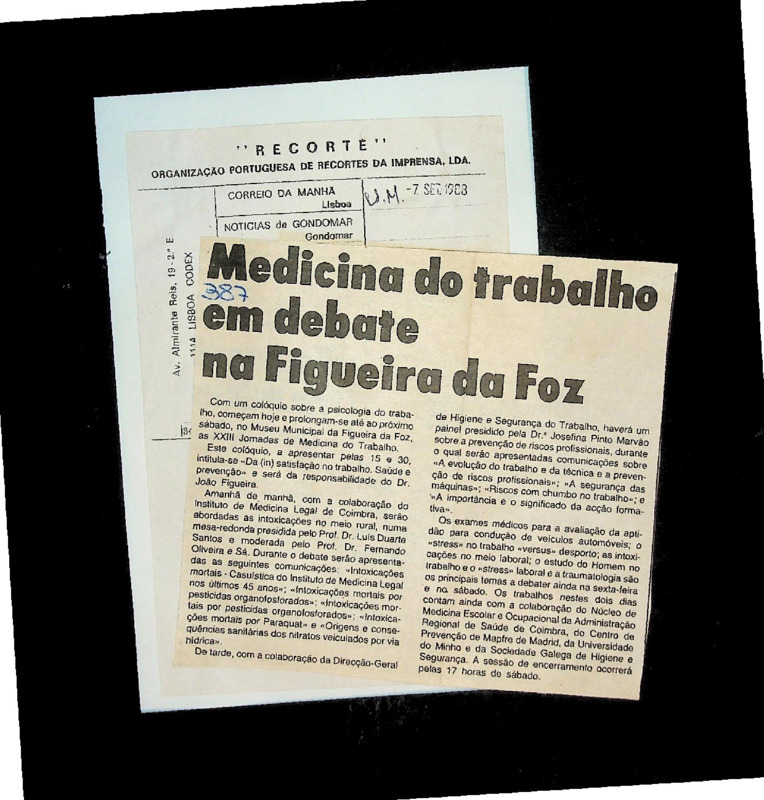 "RECORTE"
ORGANIZAÇÃO PORTUGUESA DE RECORTES DA IMPRENSA, LDA.
CORREIO DA MANHÃ
Lisboa
-7. SET. 1988
NOTICIAS de GONDOMAR
Gondomar
Av. Almirante Reis, 19-2.º E
LISBOA CODEX
387
Medicina do trabalho
em debate
na Figueira da Foz
Com um colóquio sobre a psicologia do traba-
lho, começam hoje e prolongam-se até ao próximo
sábado, no Museu Municipal da Figueira da Foz,
as XXIII Jornadas de Medicina do Trabalho.
Este colóquio, a apresentar pelas 15 e 30,
intitula-se «Da (in) satisfação no trabalho. Saúde e
prevenção» e será da responsabilidade do Dr.
João Figueira.
Amanhã de manhã, com a colaboração do
Instituto de Medicina Legal de Coimbra, serão
abordadas as intoxicações no meio rural, numa
mesa-redonda presidida pelo Prof. Dr. Luís Duarte
Santos e moderada pelo Prof. Dr. Fernando
Oliveira e Sá. Durante o debate serão apresenta-
das as seguintes comunicações: «Intoxicações
mortais - Casuística do Instituto de Medicina Legal
nos últimos 45 anos»; «Intoxicações mortais por
pesticidas organofosforados»; «Intoxicações mor-
tais por pesticidas organofosforados»; «Intoxica-
ções mortais por Paraquat» e «Origens e conse-
quências sanitárias dos nitratos veiculados por via
hídrica».
De tarde, com a colaboração da Direcção-Geral
de Higiene e Segurança do Trabalho, haverá um
painel presidido pela Dr.ª Josefina Pinto Marvão
sobre a prevenção de riscos profissionais, durante
o qual serão apresentadas comunicações sobre
«A evolução do trabalho e da técnica e a preven-
ção de riscos profissionais»; «A segurança das
máquinas»; «Riscos com chumbo no trabalho»; e
«A importância e o significado da acção forma-
tiva».
Os exames médicos para a avaliação da apti-
dão para condução de veículos automóveis; o
«stress» no trabalho «versus» desporto; as intoxi-
cações no meio laboral; o estudo do Homem no
trabalho e o «stress» laboral e a traumatologia são
os principais temas a debater ainda na sexta-feira
e no sábado. Os trabalhos nestes dois dias
contam ainda com a colaboração do Núcleo de
Medicina Escolar e Ocupacional da Administração
Regional de Saúde de Coimbra, do Centro de
Prevenção de Mapfre de Madrid, da Universidade
do Minho e da Sociedade Galega de Higiene e
Segurança. A sessão de encerramento ocorrerá
pelas 17 horas de sábado.